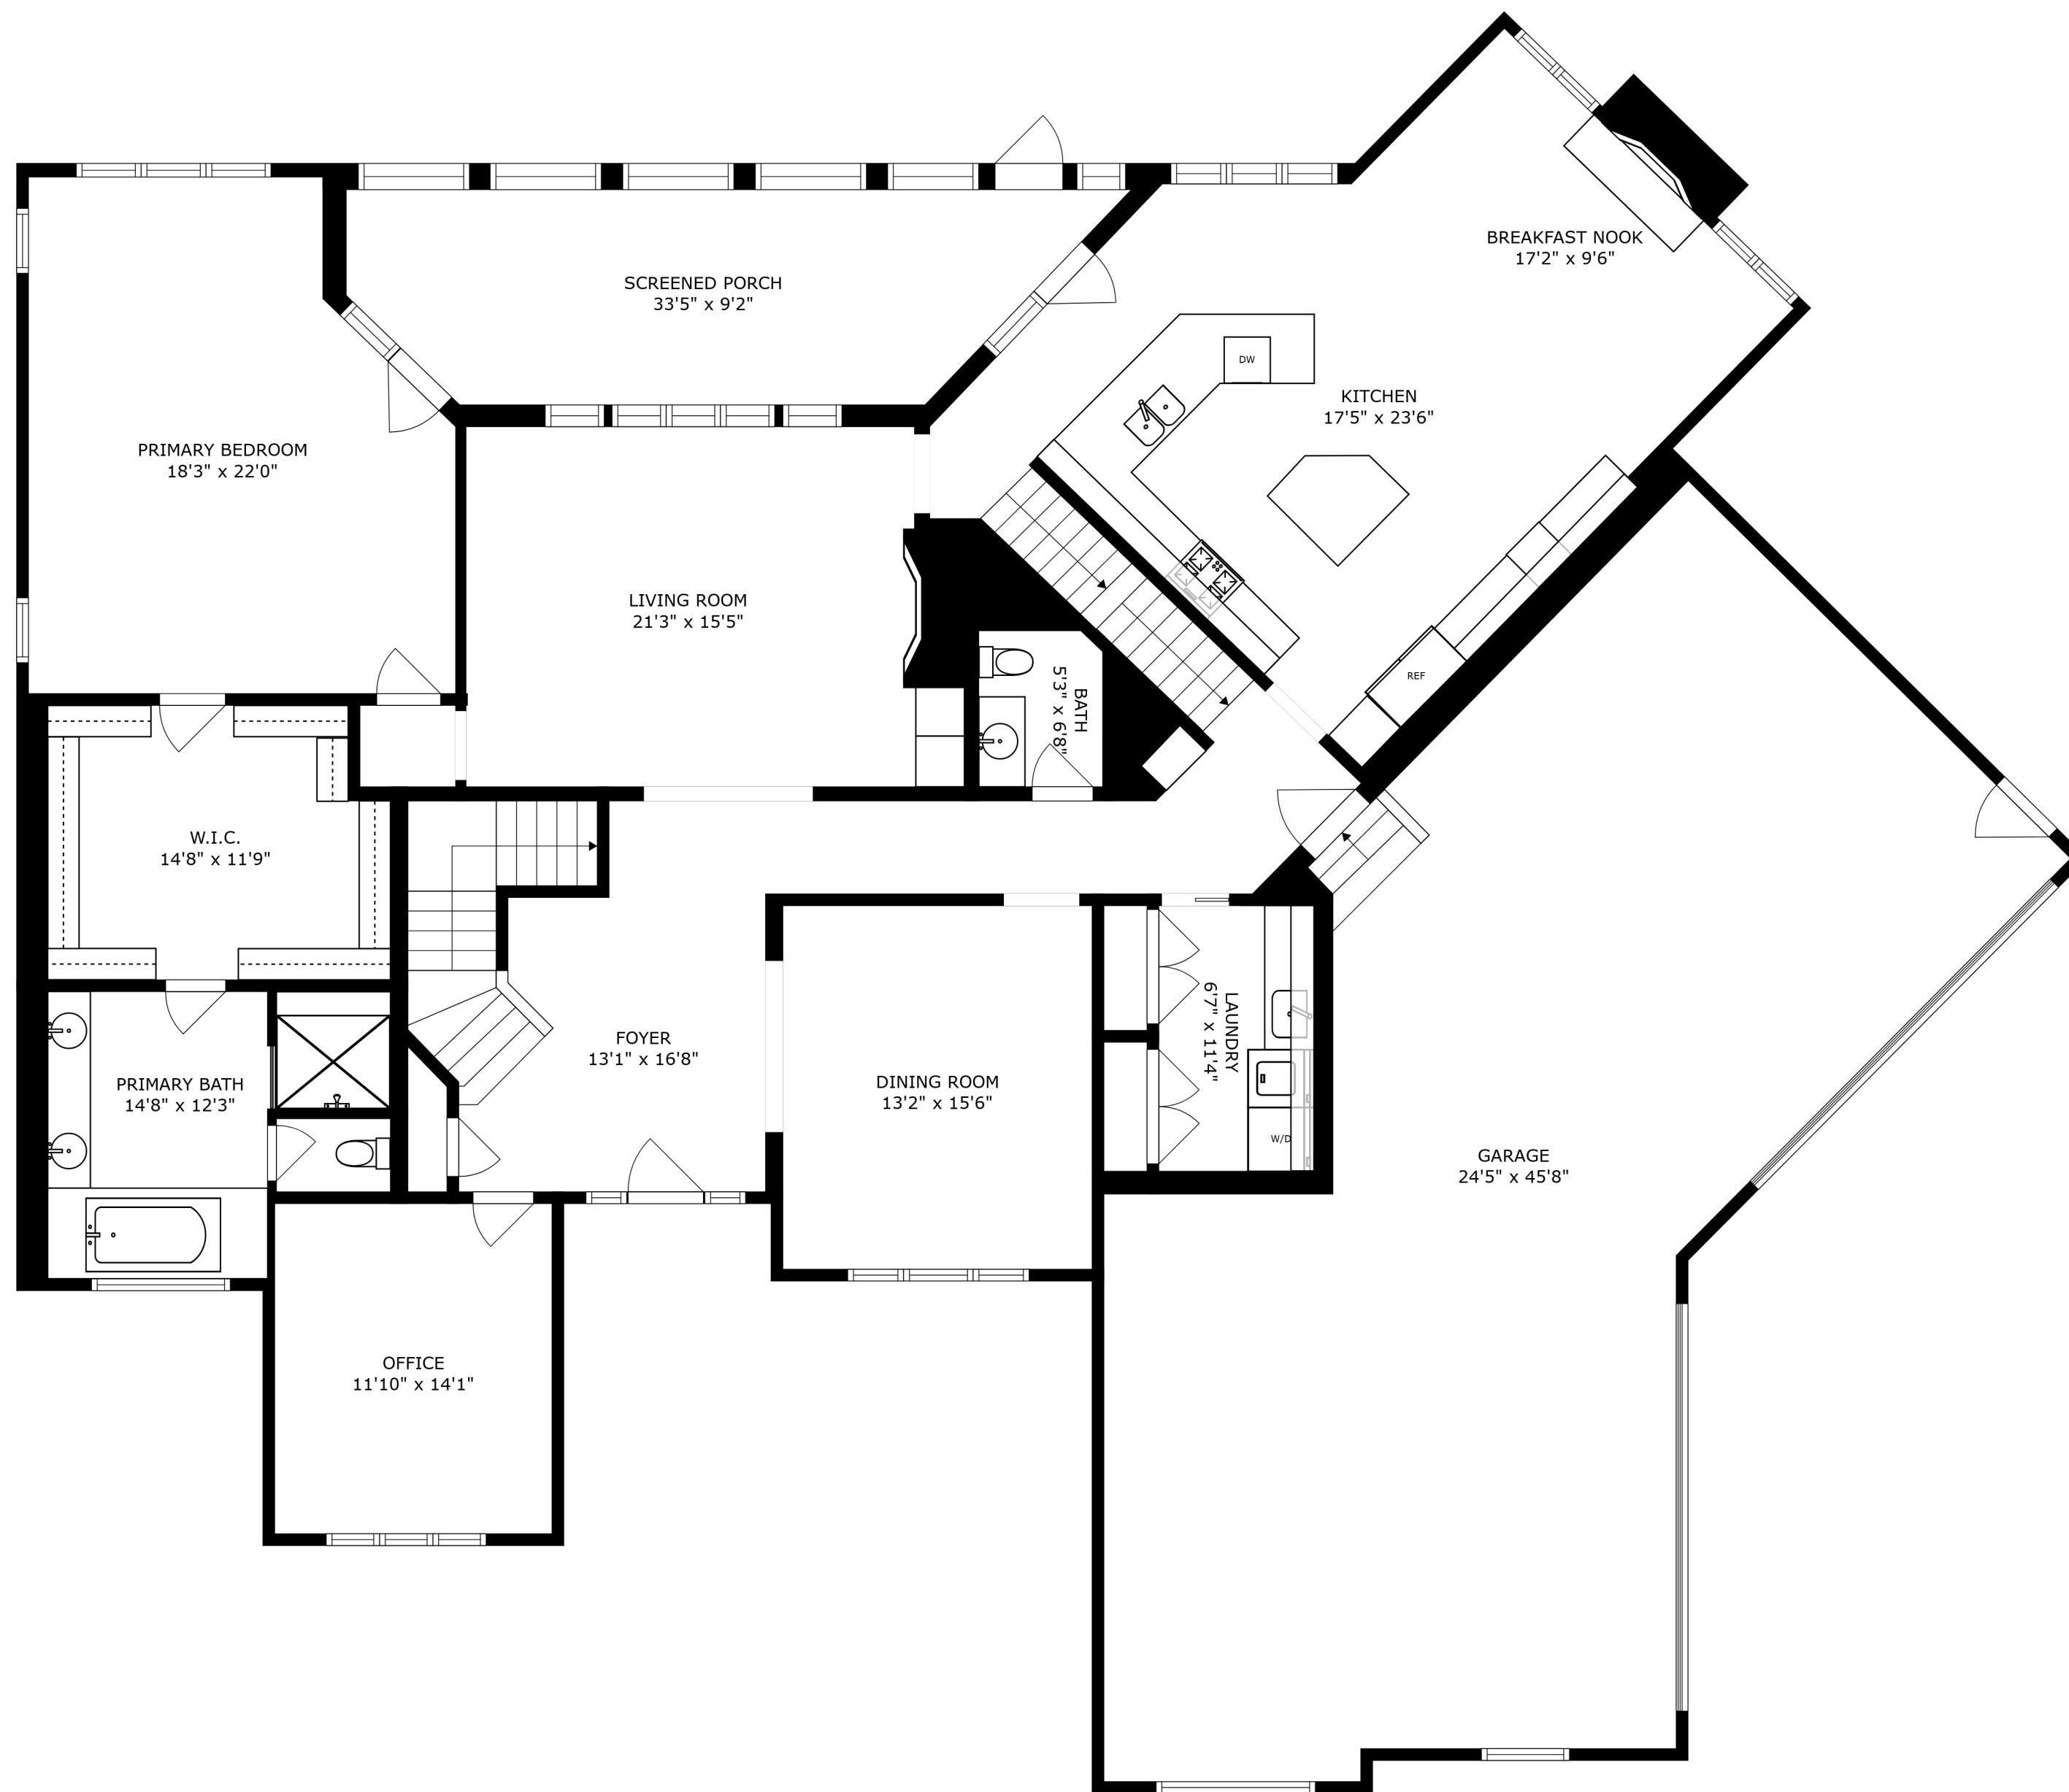 BREAKFAST NOOK
17'2" x 9'6"
SCREENED PORCH
33'5" x 9'2"
DW
KITCHEN
17'5" x 23'6"
PRIMARY BEDROOM
18'3" x 22'0"
LIVING ROOM
21'3" x 15'5"
REF
BATH
5'3" x 6'8"
W.I.C.
14'8" x 11'9"
FOYER
13'1" x 16'8"
LAUNDRY
6'7" x 11'4"
PRIMARY BATH
14'8" x 12'3"
DINING ROOM
13'2" x 15'6"
W/D
GARAGE
24'5" x 45'8"
OFFICE
11'10" x 14'1"